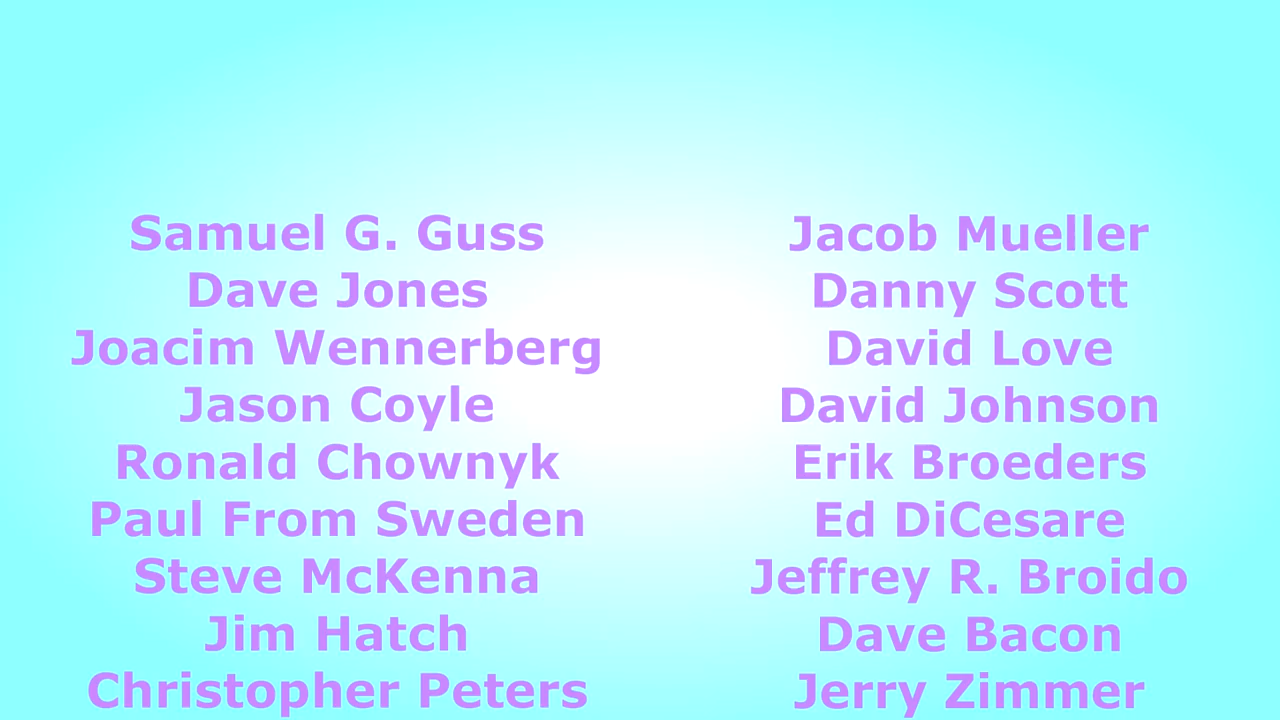 Samuel G. Guss
Dave Jones
Joacim Wennerberg
Jason Coyle
Ronald Chownyk
Paul From Sweden
Steve McKenna
Jim Hatch
Christopher Peters
Jacob Mueller
Danny Scott
David Love
David Johnson
Erik Broeders
Ed DiCesare
Jeffrey R. Broido
Dave Bacon
Jerry Zimmer